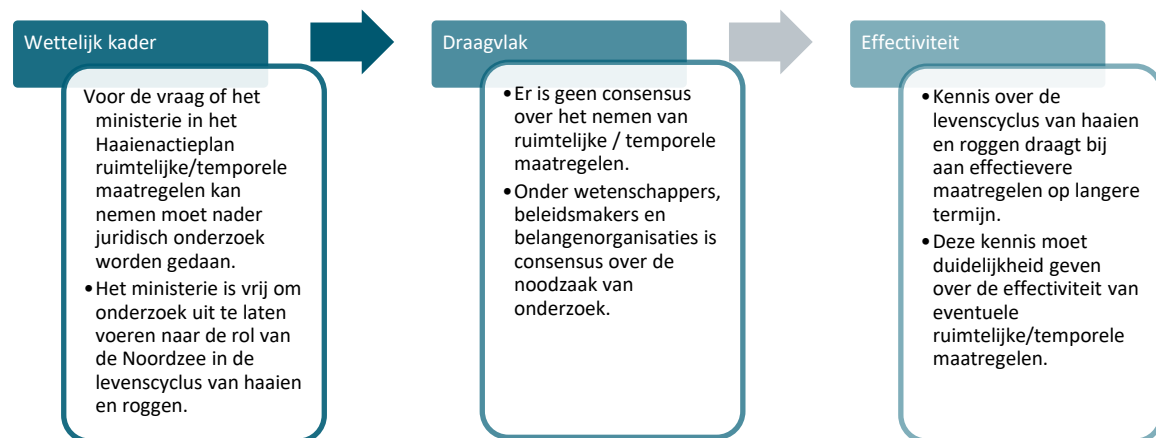 Wettelijk kader
Voor de vraag of het
ministerie in het
Haaienactieplan
ruimtelijke/temporele
maatregelen kan
nemen moet nader
juridisch onderzoek
worden gedaan.
•Het ministerie is vrij om
onderzoek uit te laten
voeren naar de rol van
de Noordzee in de
levenscyclus van haaien
en roggen.
Draagvlak
•Er is geen consensus
over het nemen van
ruimtelijke / temporele
maatregelen.
•Onder wetenschappers,
beleidsmakers en
belangenorganisaties is
consensus over de
noodzaak van
onderzoek.
Effectiviteit
•Kennis over de
levenscyclus van haaien
en roggen draagt bij
aan effectievere
maatregelen op langere
termijn.
•Deze kennis moet
duidelijkheid geven
over de effectiviteit van
eventuele
ruimtelijke/temporele
maatregelen.